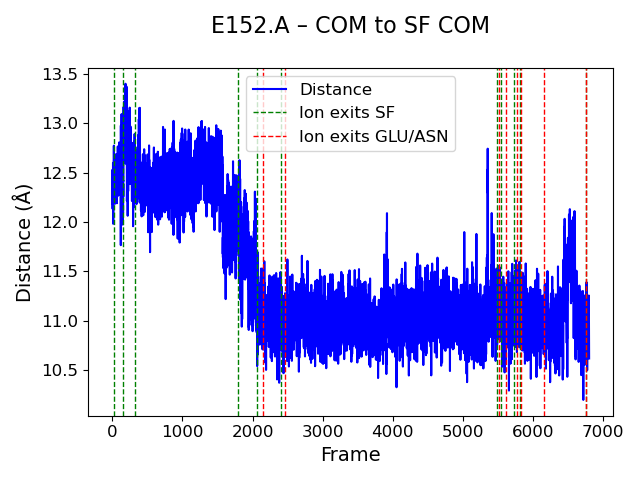 E152.A – COM to SF COM
13.5
13.0
12.5
12.0
11.5
11.0
10.5
Distance (Å)
Distance
Ion exits SF
Ion exits GLU/ASN
0
1000
2000
3000
4000
5000
6000
7000
Frame